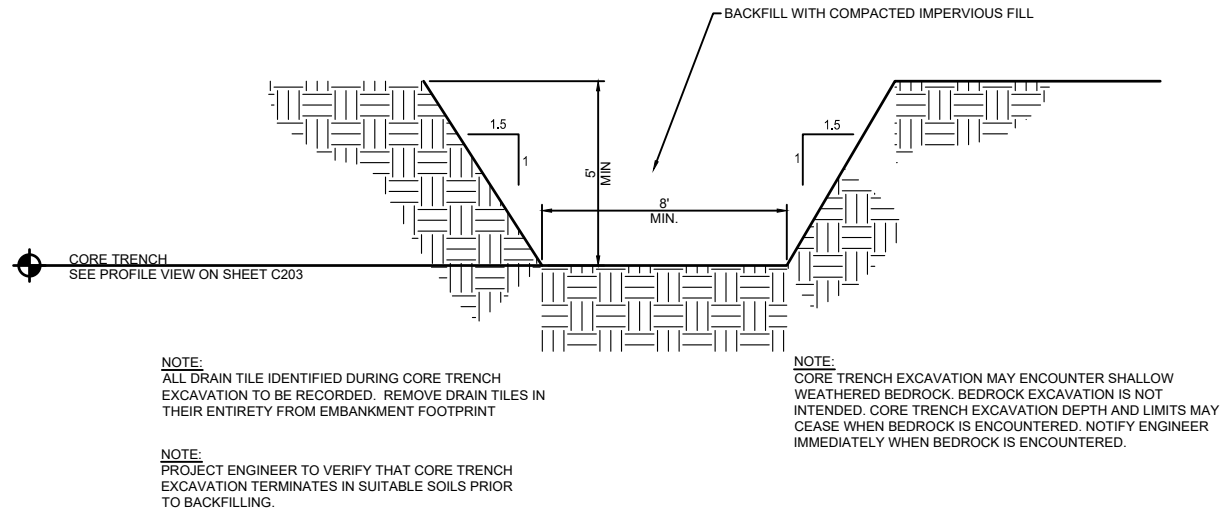 BACKFILL WITH COMPACTED IMPERVIOUS FILL
1.5
1
5'
MIN
1.5
1
8'
MIN.
CORE TRENCH
SEE PROFILE VIEW ON SHEET C203
NOTE:
ALL DRAIN TILE IDENTIFIED DURING CORE TRENCH
EXCAVATION TO BE RECORDED. REMOVE DRAIN TILES IN
THEIR ENTIRETY FROM EMBANKMENT FOOTPRINT
NOTE:
PROJECT ENGINEER TO VERIFY THAT CORE TRENCH
EXCAVATION TERMINATES IN SUITABLE SOILS PRIOR
TO BACKFILLING.
NOTE:
CORE TRENCH EXCAVATION MAY ENCOUNTER SHALLOW
WEATHERED BEDROCK. BEDROCK EXCAVATION IS NOT
INTENDED. CORE TRENCH EXCAVATION DEPTH AND LIMITS MAY
CEASE WHEN BEDROCK IS ENCOUNTERED. NOTIFY ENGINEER
IMMEDIATELY WHEN BEDROCK IS ENCOUNTERED.